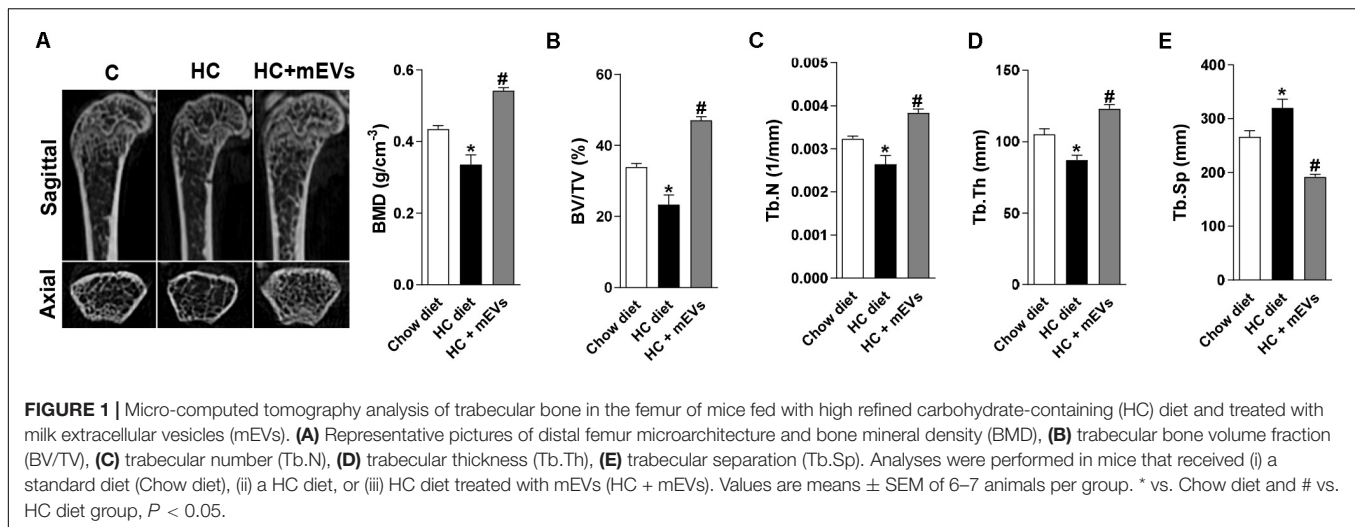 A
B
C
D
E
C HC HC+mEVs
Sagittal
Axial
BMD (g/cm⁻³)
0.6
0.4
0.2
0.0
*
#
Chow diet
HC diet
HC + mEVs
BV/TV (%)
60
40
20
0
*
#
Chow diet
HC diet
HC + mEVs
Tb.N (1/mm)
0.005
0.004
0.003
0.002
0.001
0.000
*
#
Chow diet
HC diet
HC + mEVs
Tb.Th (mm)
150
100
50
0
*
#
Chow diet
HC diet
HC + mEVs
Tb.Sp (mm)
400
300
200
100
0
*
#
Chow diet
HC diet
HC + mEVs
FIGURE 1 | Micro-computed tomography analysis of trabecular bone in the femur of mice fed with high refined carbohydrate-containing (HC) diet and treated with
milk extracellular vesicles (mEVs). (A) Representative pictures of distal femur microarchitecture and bone mineral density (BMD), (B) trabecular bone volume fraction
(BV/TV), (C) trabecular number (Tb.N), (D) trabecular thickness (Tb.Th), (E) trabecular separation (Tb.Sp). Analyses were performed in mice that received (i) a
standard diet (Chow diet), (ii) a HC diet, or (iii) HC diet treated with mEVs (HC + mEVs). Values are means ± SEM of 6–7 animals per group. * vs. Chow diet and # vs.
HC diet group, P < 0.05.